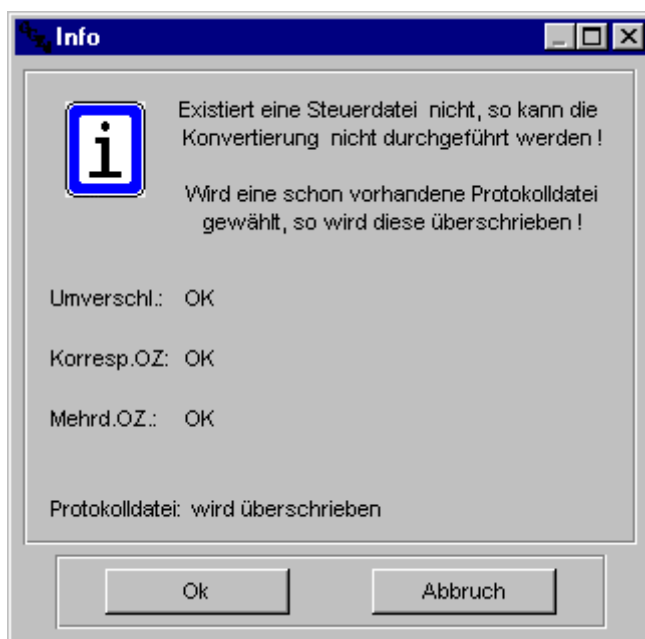 Info
Existiert eine Steuerdatei nicht, so kann die
Konvertierung nicht durchgeführt werden !
Wird eine schon vorhandene Protokolldatei
gewählt, so wird diese überschrieben !
i
Umverschl.: OK
Korresp.OZ: OK
Mehrd.OZ.: OK
Protokolldatei: wird überschrieben
Ok Abbruch